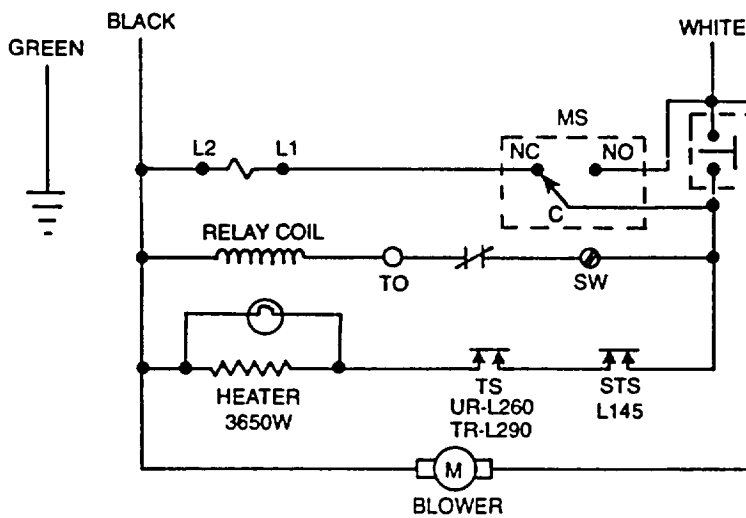 BLACK
GREEN
WHITE
MS
L2
L1
NC
NO
C
RELAY COIL
TO
SW
HEATER
3650W
TS
UR-L260
TR-L290
STS
L145
M
BLOWER